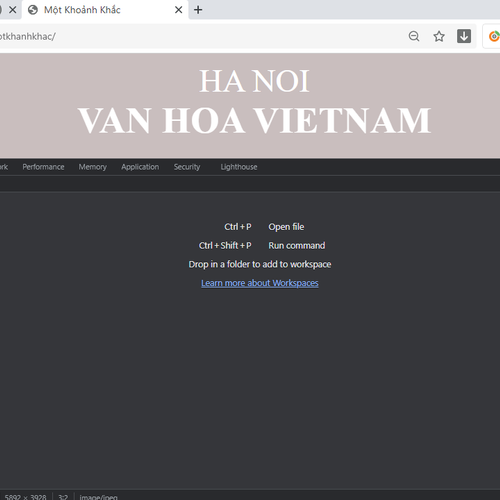 Một Khoảnh Khắc
otkhanhkhac/
HA NOI
VAN HOA VIETNAM
ork Performance Memory Application Security Lighthouse
Ctrl + P Open file
Ctrl + Shift + P Run command
Drop in a folder to add to workspace
Learn more about Workspaces
5892 × 3928 3:2 image/jpeg